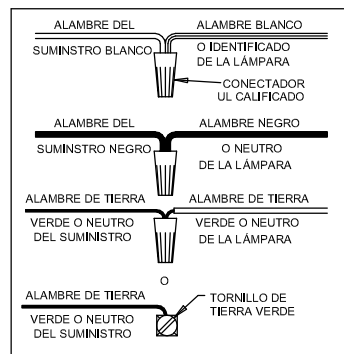 ALAMBRE DEL ALAMBRE BLANCO
SUMINSTRO BLANCO O IDENTIFICADO
DE LA LÁMPARA
CONECTADOR
UL CALIFICADO
ALAMBRE DEL ALAMBRE NEGRO
SUMINSTRO NEGRO O NEUTRO
DE LA LÁMPARA
ALAMBRE DE TIERRA ALAMBRE DE TIERRA
VERDE O NEUTRO VERDE O NEUTRO
DEL SUMINISTRO DE LA LÁMPARA
O
ALAMBRE DE TIERRA TORNILLO DE
TIERRA VERDE
VERDE O NEUTRO
DEL SUMINISTRO